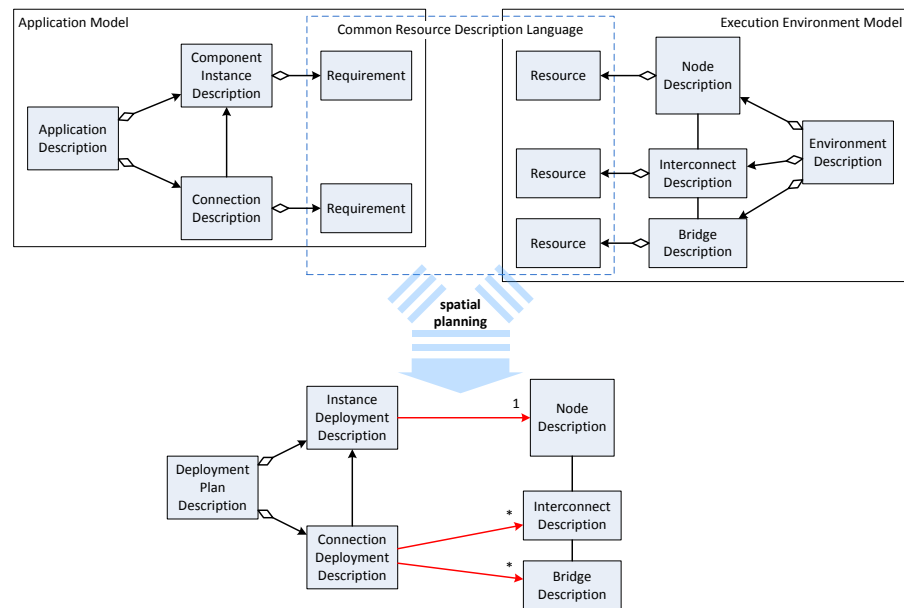 Application Model
Common Resource Description Language
Execution Environment Model
Component
Instance
Description
Requirement
Application
Description
Connection
Description
Requirement
Resource
Node
Description
Resource
Interconnect
Description
Environment
Description
Resource
Bridge
Description
spatial
planning
Instance
Deployment
Description
1
Node
Description
Deployment
Plan
Description
Connection
Deployment
Description
*
Interconnect
Description
*
Bridge
Description